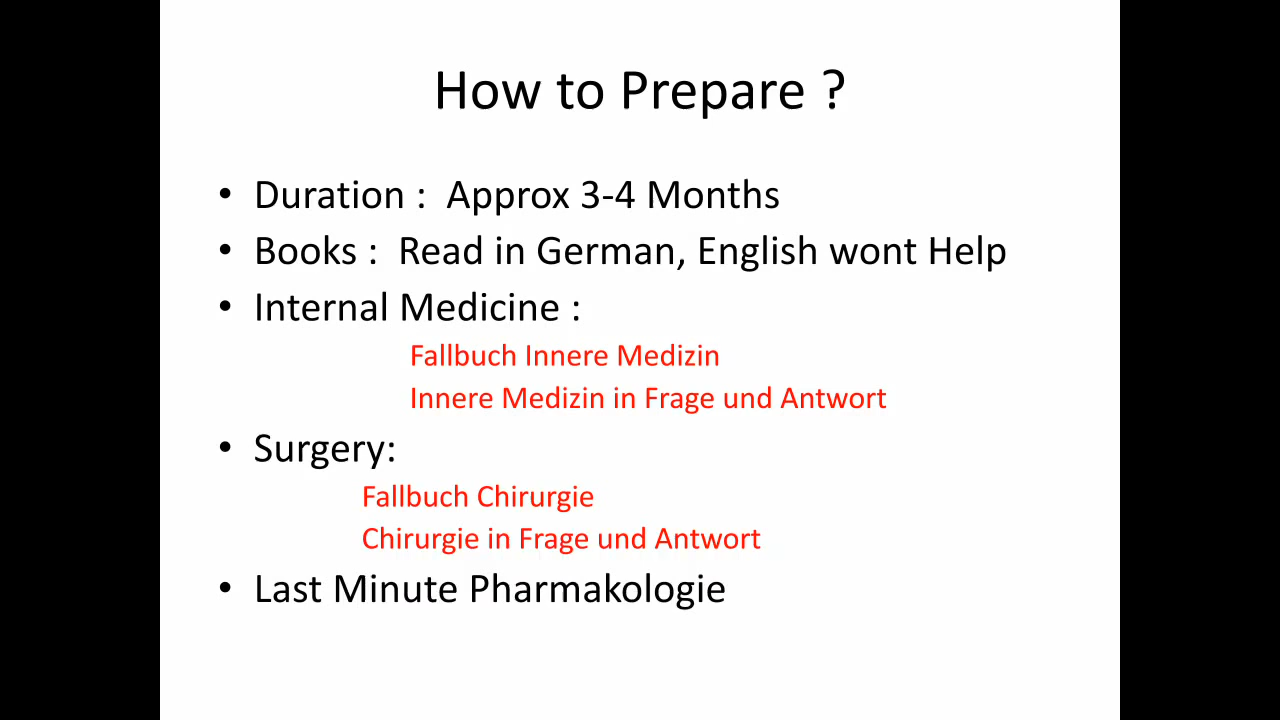 How to Prepare ?
• Duration :  Approx 3-4 Months
• Books :  Read in German, English wont Help
• Internal Medicine :
Fallbuch Innere Medizin
Innere Medizin in Frage und Antwort
• Surgery:
Fallbuch Chirurgie
Chirurgie in Frage und Antwort
• Last Minute Pharmakologie